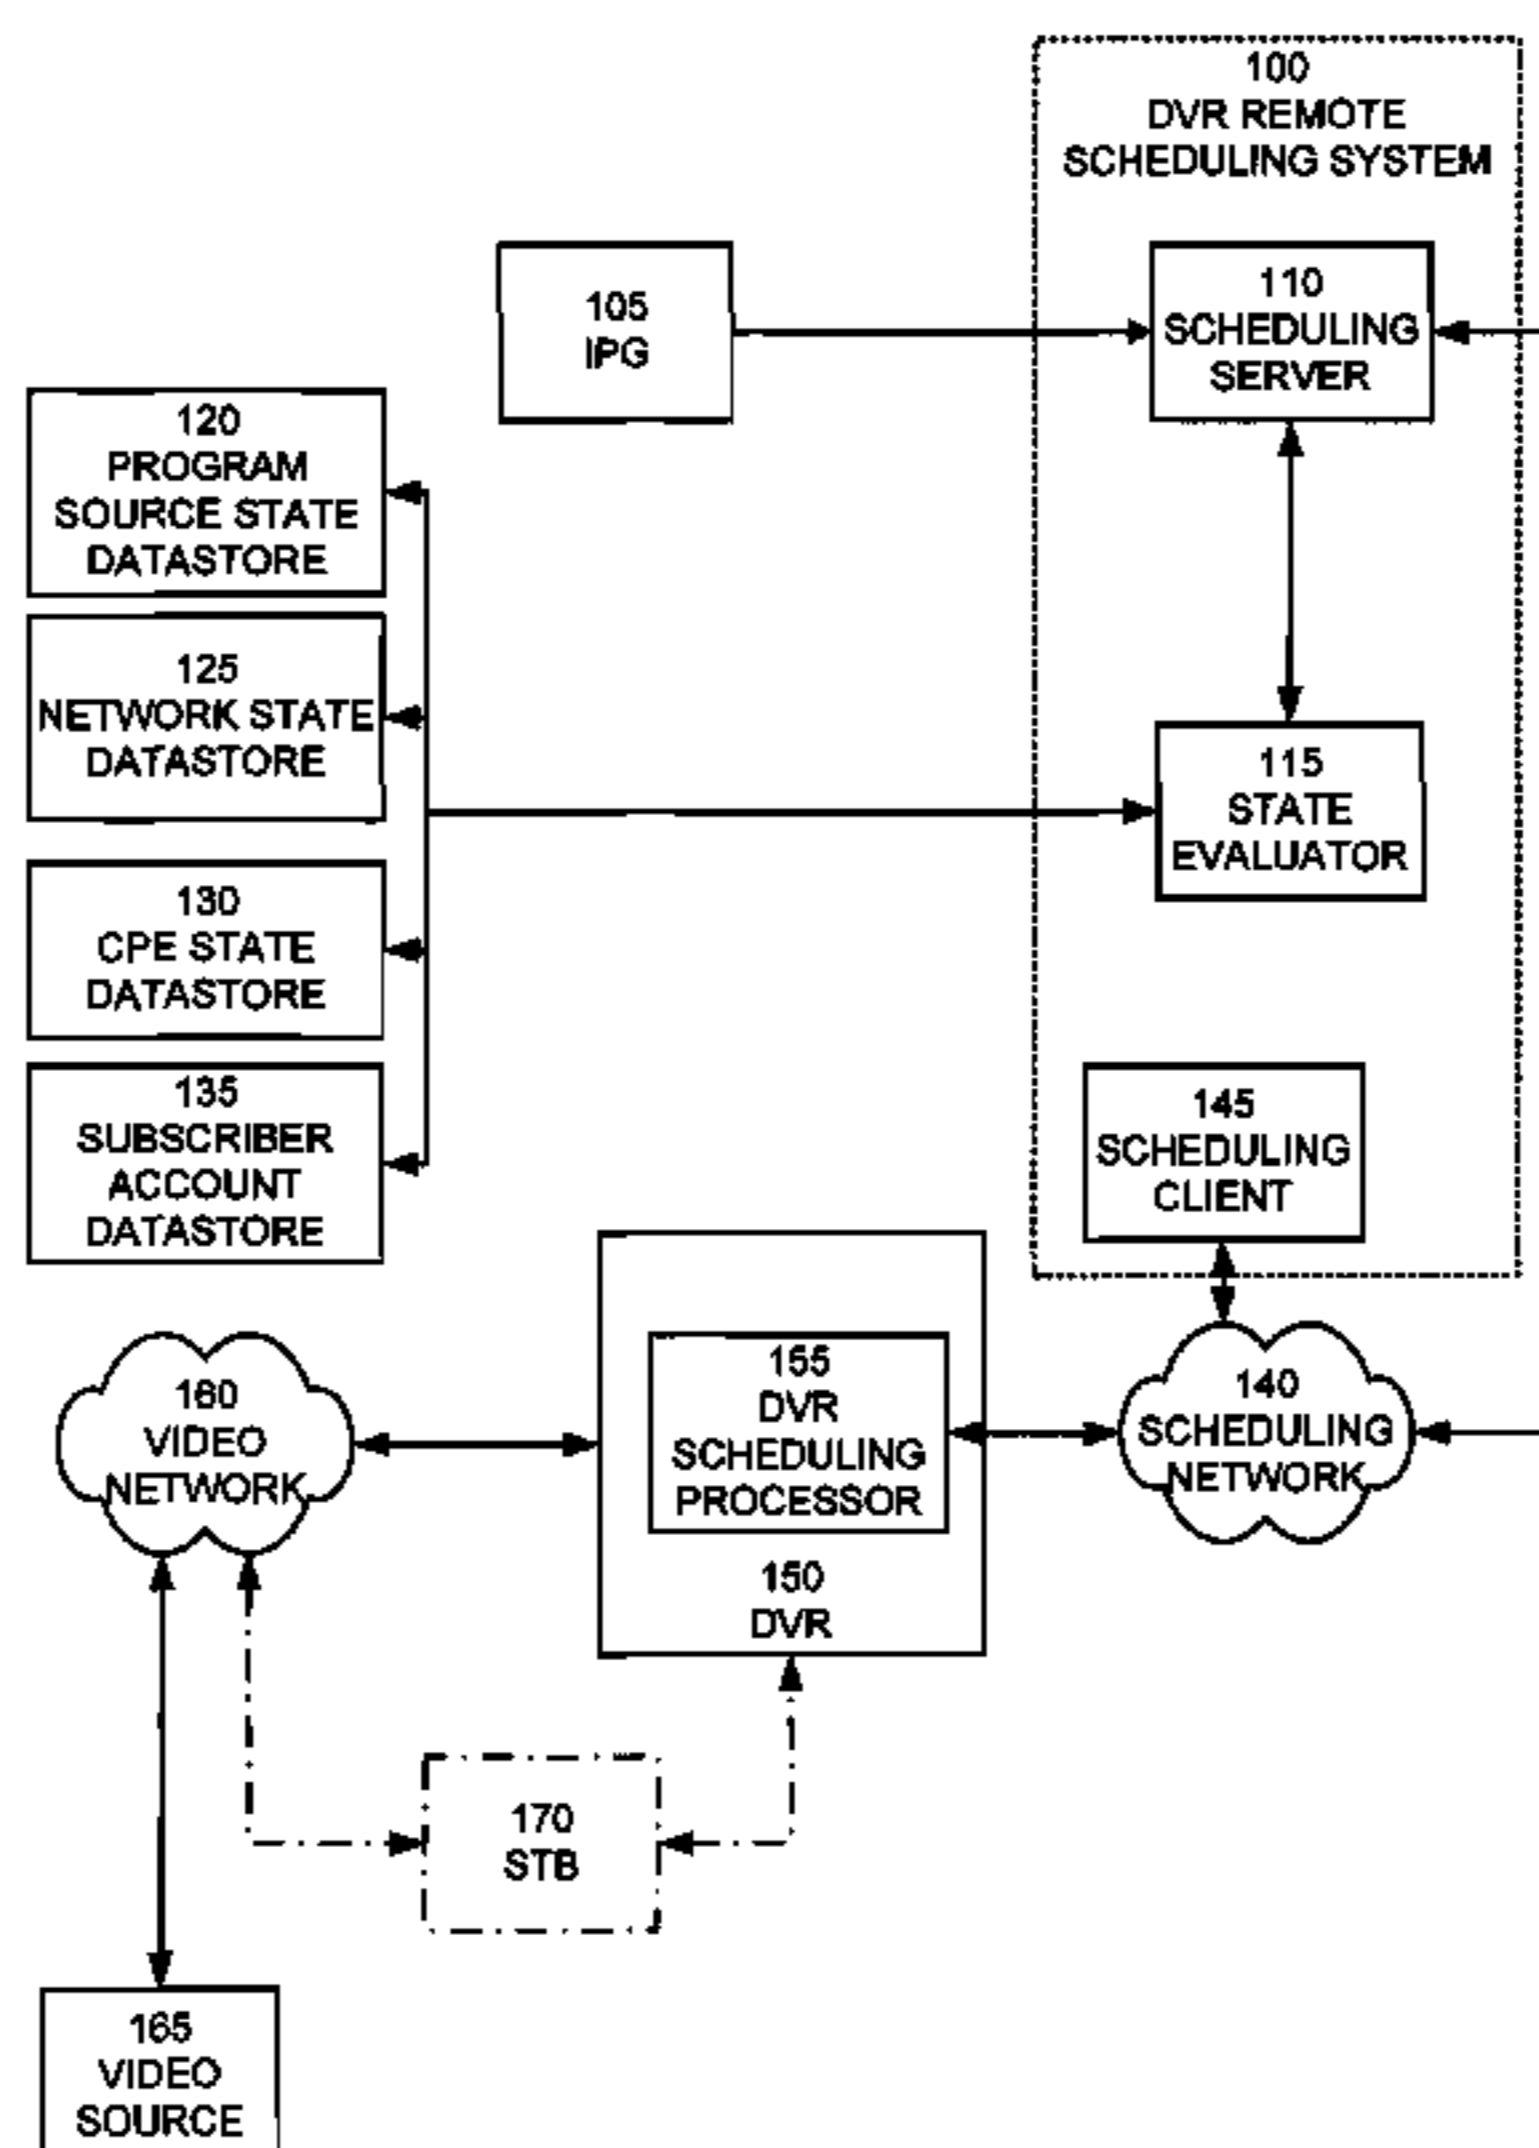 100
DVR REMOTE
SCHEDULING SYSTEM
105
IPG
110
SCHEDULING
SERVER
120
PROGRAM
SOURCE STATE
DATASTORE
125
NETWORK STATE
DATASTORE
115
STATE
EVALUATOR
130
CPE STATE
DATASTORE
135
SUBSCRIBER
ACCOUNT
DATASTORE
145
SCHEDULING
CLIENT
160
VIDEO
NETWORK
155
DVR
SCHEDULING
PROCESSOR
150
DVR
140
SCHEDULING
NETWORK
170
STB
165
VIDEO
SOURCE